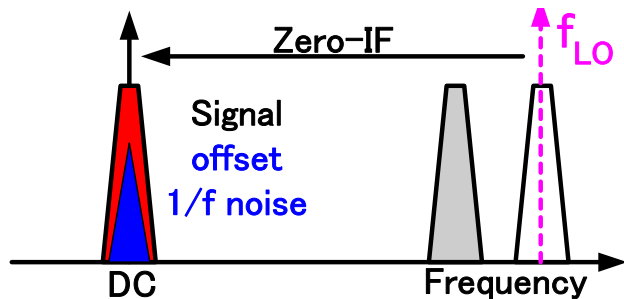 Zero-IF
fLO
Signal
offset
1/f noise
DC
Frequency